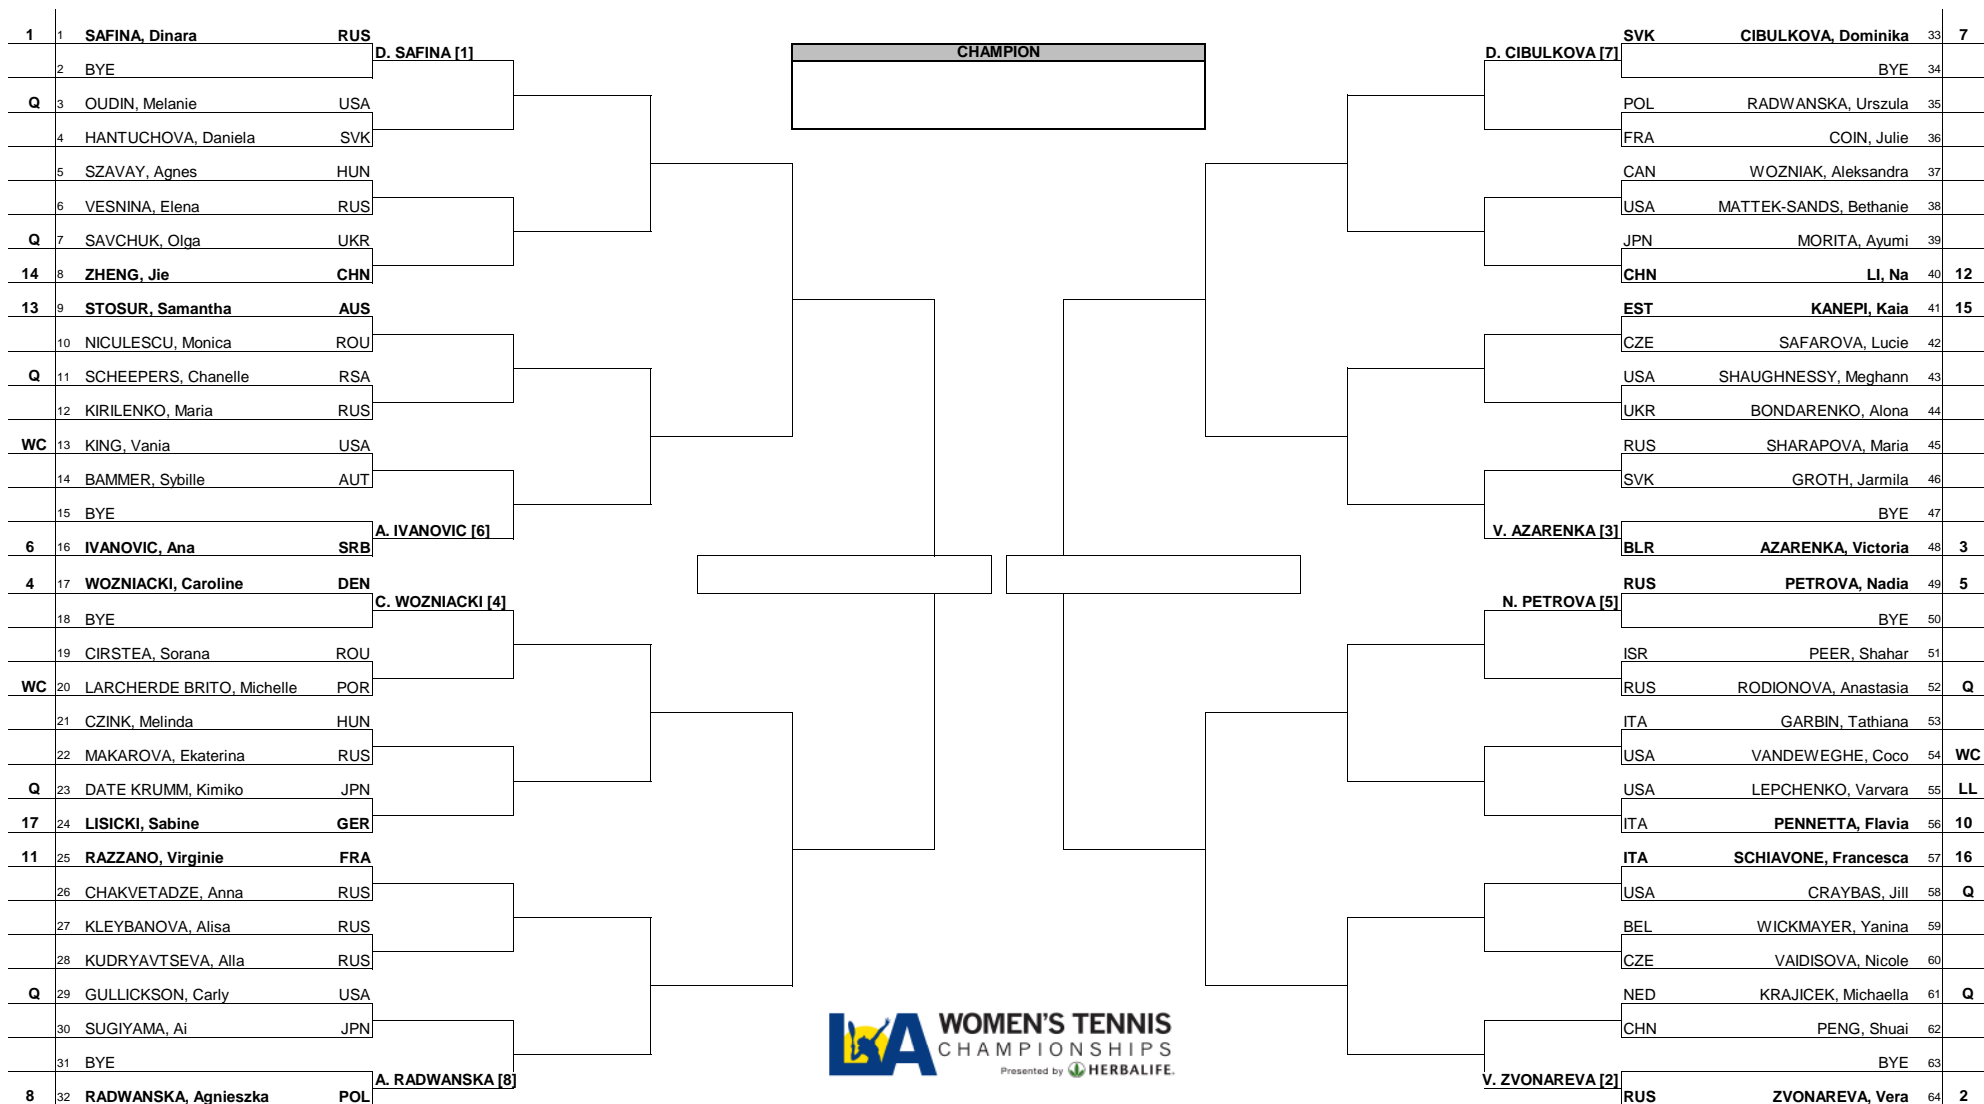 CHAMPION
1 1 SAFINA, Dinara RUS
D. SAFINA [1]
2 BYE
Q 3 OUDIN, Melanie USA
4 HANTUCHOVA, Daniela SVK
5 SZAVAY, Agnes HUN
6 VESNINA, Elena RUS
Q 7 SAVCHUK, Olga UKR
14 8 ZHENG, Jie CHN
13 9 STOSUR, Samantha AUS
10 NICULESCU, Monica ROU
Q 11 SCHEEPERS, Chanelle RSA
12 KIRILENKO, Maria RUS
WC 13 KING, Vania USA
14 BAMMER, Sybille AUT
15 BYE
A. IVANOVIC [6]
6 16 IVANOVIC, Ana SRB
4 17 WOZNIACKI, Caroline DEN
C. WOZNIACKI [4]
18 BYE
19 CIRSTEA, Sorana ROU
WC 20 LARCHERDE BRITO, Michelle POR
21 CZINK, Melinda HUN
22 MAKAROVA, Ekaterina RUS
Q 23 DATE KRUMM, Kimiko JPN
17 24 LISICKI, Sabine GER
11 25 RAZZANO, Virginie FRA
26 CHAKVETADZE, Anna RUS
27 KLEYBANOVA, Alisa RUS
28 KUDRYAVTSEVA, Alla RUS
Q 29 GULLICKSON, Carly USA
30 SUGIYAMA, Ai JPN
31 BYE
A. RADWANSKA [8]
8 32 RADWANSKA, Agnieszka POL
SVK CIBULKOVA, Dominika 33 7
D. CIBULKOVA [7]
BYE 34
POL RADWANSKA, Urszula 35
FRA COIN, Julie 36
CAN WOZNIAK, Aleksandra 37
USA MATTEK-SANDS, Bethanie 38
JPN MORITA, Ayumi 39
CHN LI, Na 40 12
EST KANEPI, Kaia 41 15
CZE SAFAROVA, Lucie 42
USA SHAUGHNESSY, Meghann 43
UKR BONDARENKO, Alona 44
RUS SHARAPOVA, Maria 45
SVK GROTH, Jarmila 46
BYE 47
V. AZARENKA [3]
BLR AZARENKA, Victoria 48 3
RUS PETROVA, Nadia 49 5
N. PETROVA [5]
BYE 50
ISR PEER, Shahar 51
RUS RODIONOVA, Anastasia 52 Q
ITA GARBIN, Tathiana 53
USA VANDEWEGHE, Coco 54 WC
USA LEPCHENKO, Varvara 55 LL
ITA PENNETTA, Flavia 56 10
ITA SCHIAVONE, Francesca 57 16
USA CRAYBAS, Jill 58 Q
BEL WICKMAYER, Yanina 59
CZE VAIDISOVA, Nicole 60
NED KRAJICEK, Michaella 61 Q
CHN PENG, Shuai 62
BYE 63
V. ZVONAREVA [2]
RUS ZVONAREVA, Vera 64 2
LA WOMEN'S TENNIS
CHAMPIONSHIPS
Presented by HERBALIFE.